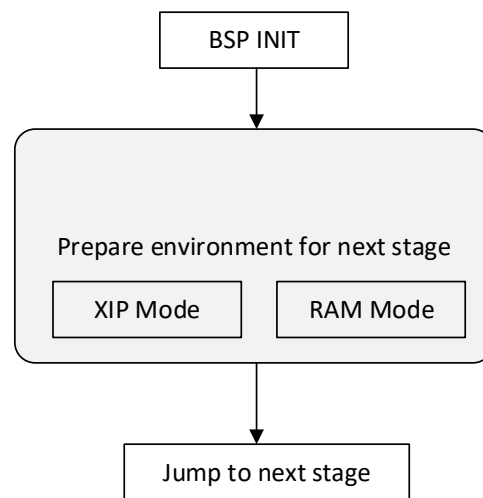 BSP INIT
Prepare environment for next stage
XIP Mode
RAM Mode
Jump to next stage